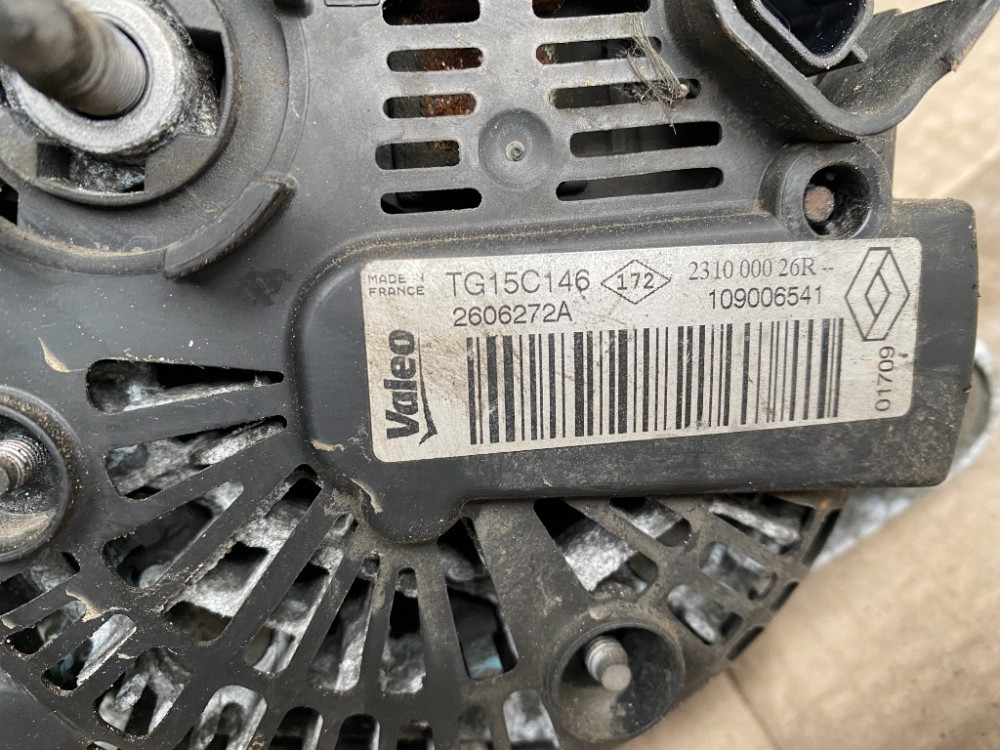 MADE IN
FRANCE
TG15C146 172 2310 000 26R --
2606272A 109006541
Valeo
01709